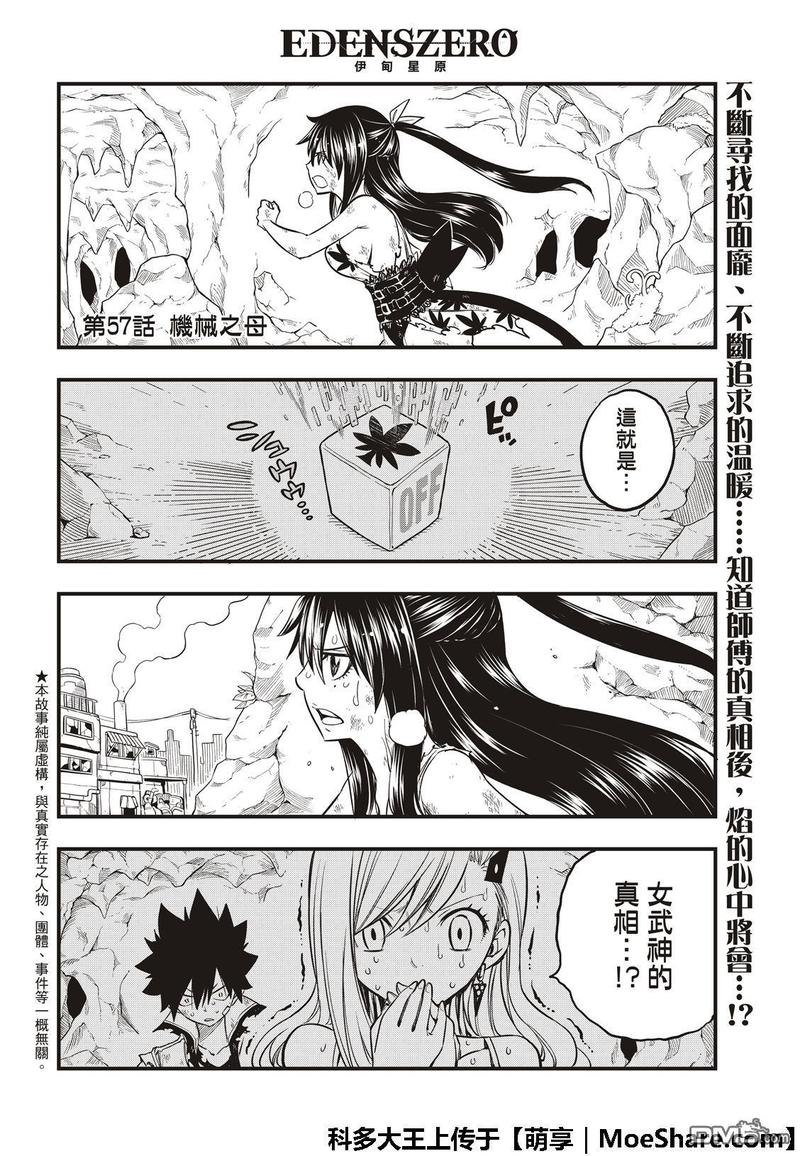 EDENSZERO
伊甸星原
不斷尋找的面龐、不斷追求的温暖……知道師傅的真相後，焰的心中將會…!?
第57話 機械之母
這就是…
ピロ
OFF
女武神的
真相…!?
★本故事純屬虛構，與真實存在之人物、團體、事件等一概無關。
科多大王上传于【萌享｜MoeShare.com】